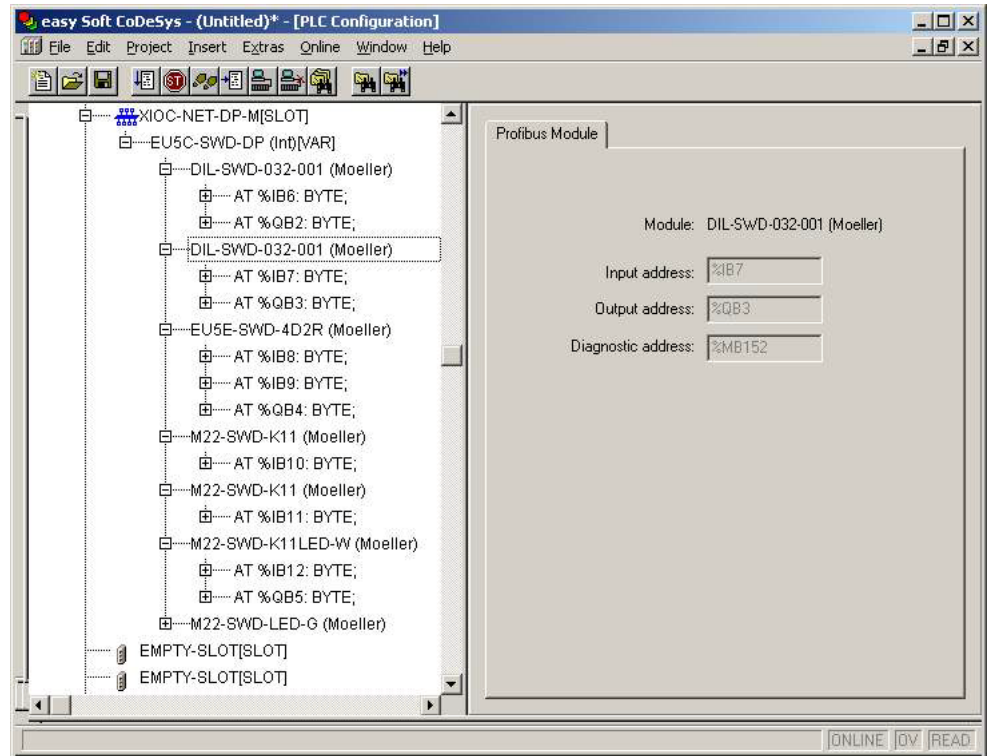 easy Soft CoDeSys - (Untitled)* - [PLC Configuration]
File Edit Project Insert Extras Online Window Help
XIOC-NET-DP-M[SLOT]
EU5C-SWD-DP (Int)[VAR]
DIL-SWD-032-001 (Moeller)
AT %IB6: BYTE;
AT %QB2: BYTE;
DIL-SWD-032-001 (Moeller)
AT %IB7: BYTE;
AT %QB3: BYTE;
EU5E-SWD-4D2R (Moeller)
AT %IB8: BYTE;
AT %IB9: BYTE;
AT %QB4: BYTE;
M22-SWD-K11 (Moeller)
AT %IB10: BYTE;
M22-SWD-K11 (Moeller)
AT %IB11: BYTE;
M22-SWD-K11LED-W (Moeller)
AT %IB12: BYTE;
AT %QB5: BYTE;
M22-SWD-LED-G (Moeller)
EMPTY-SLOT[SLOT]
EMPTY-SLOT[SLOT]
Profibus Module
Module: DIL-SWD-032-001 (Moeller)
Input address: %IB7
Output address: %QB3
Diagnostic address: %MB152
ONLINE OV READ